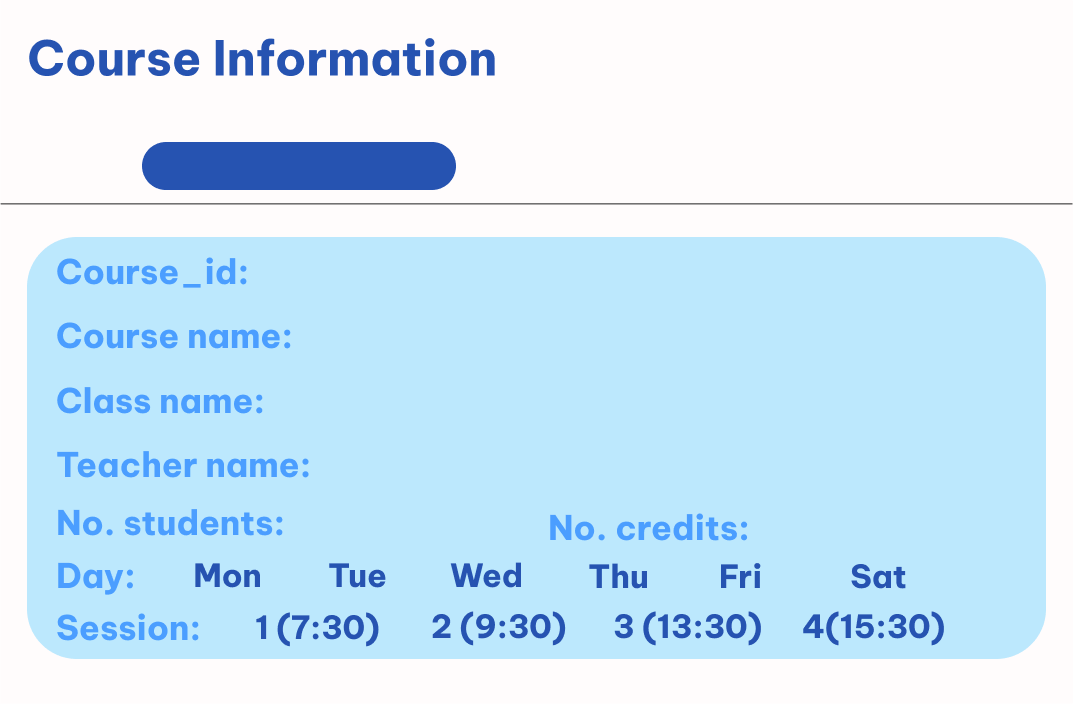 Course Information
Course_id:
Course name:
Class name:
Teacher name:
No. students: No. credits:
Day: Mon Tue Wed Thu Fri Sat
Session: 1 (7:30) 2 (9:30) 3 (13:30) 4(15:30)